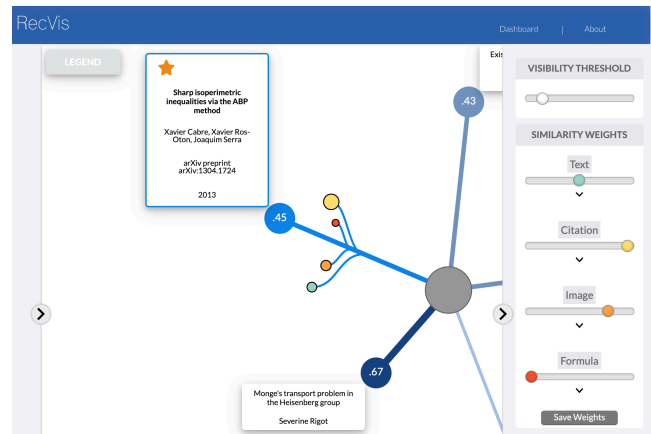 RecVis
Dashboard | About
LEGEND
Sharp isoperimetric
inequalities via the ABP
method
Xavier Cabre, Xavier Ros-
Oton, Joaquim Serra
arXiv preprint
arXiv:1304.1724
2013
Exis
.43
.45
.67
Monge's transport problem in
the Heisenberg group
Severine Rigot
VISIBILITY THRESHOLD
SIMILARITY WEIGHTS
Text
Citation
Image
Formula
Save Weights